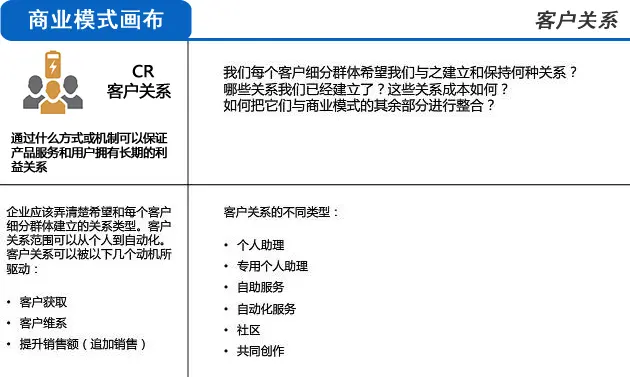 商业模式画布
客户关系
CR
客户关系
通过什么方式或机制可以保证
产品服务和用户拥有长期的利
益关系
我们每个客户细分群体希望我们与之建立和保持何种关系？
哪些关系我们已经建立了？这些关系成本如何？
如何把它们与商业模式的其余部分进行整合？
企业应该弄清楚希望和每个客户
细分群体建立的关系类型。客户
关系范围可以从个人到自动化。
客户关系可以被以下几个动机所
驱动：
• 客户获取
• 客户维系
• 提升销售额（追加销售）
客户关系的不同类型：
• 个人助理
• 专用个人助理
• 自助服务
• 自动化服务
• 社区
• 共同创作